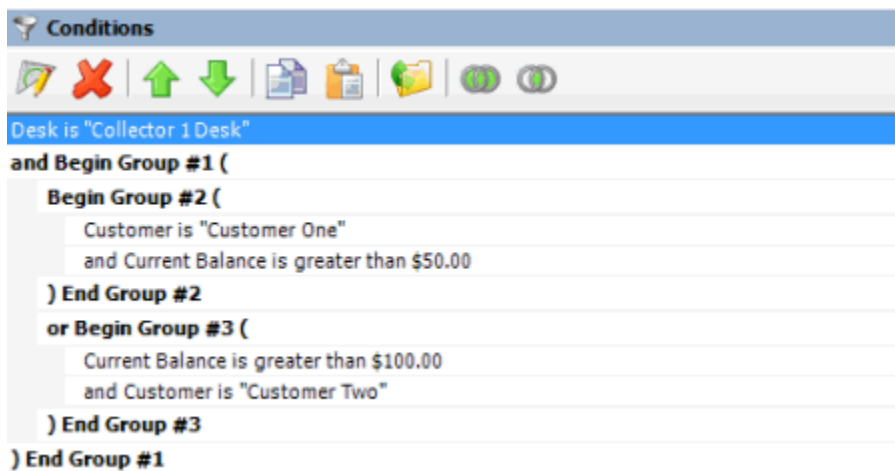 Conditions
Desk is "Collector 1 Desk"
and Begin Group #1 (
Begin Group #2 (
Customer is "Customer One"
and Current Balance is greater than $50.00
) End Group #2
or Begin Group #3 (
Current Balance is greater than $100.00
and Customer is "Customer Two"
) End Group #3
) End Group #1